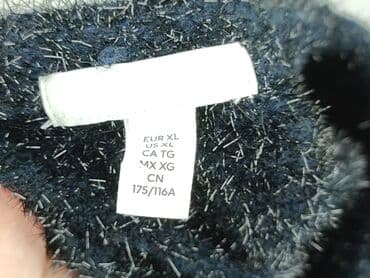 EUR XL
US XL
CA TG
MX XG
CN
175/116A